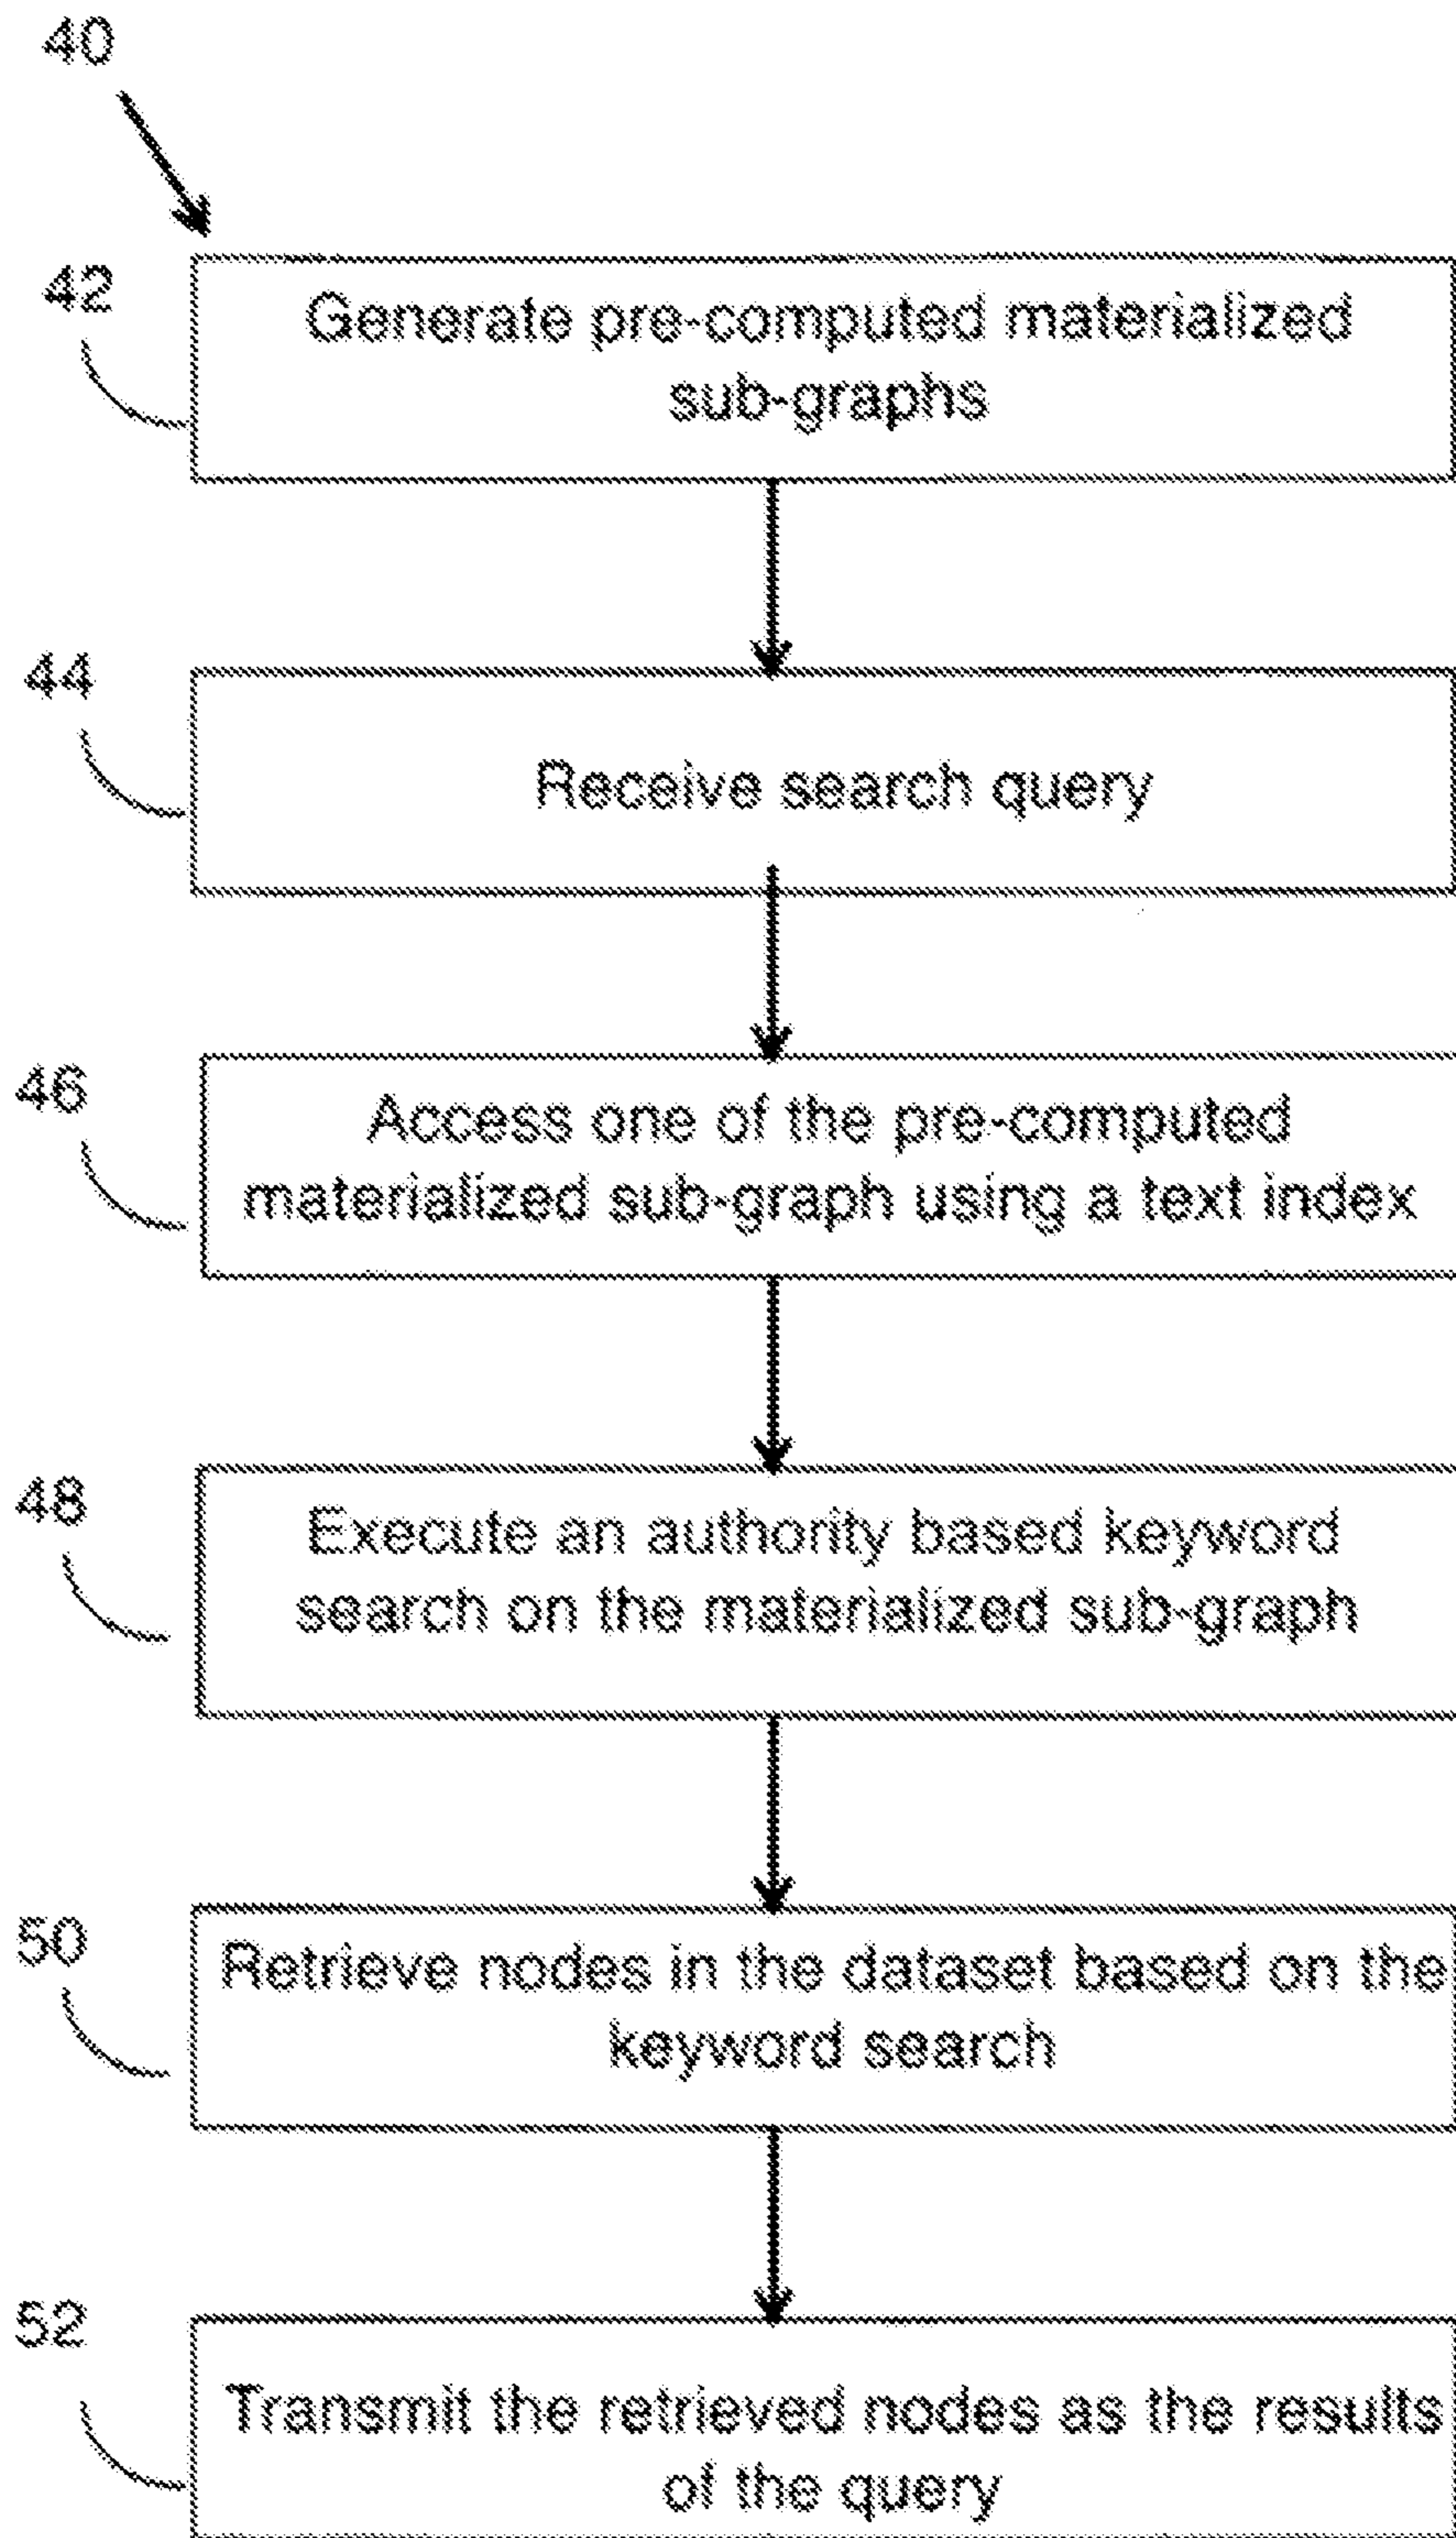 40
42
Generate pre-computed materialized
sub-graphs
44
Receive search query
46
Access one of the pre-computed
materialized sub-graph using a text index
48
Execute an authority based keyword
search on the materialized sub-graph
50
Retrieve nodes in the dataset based on the
keyword search
52
Transmit the retrieved nodes as the results
of the query